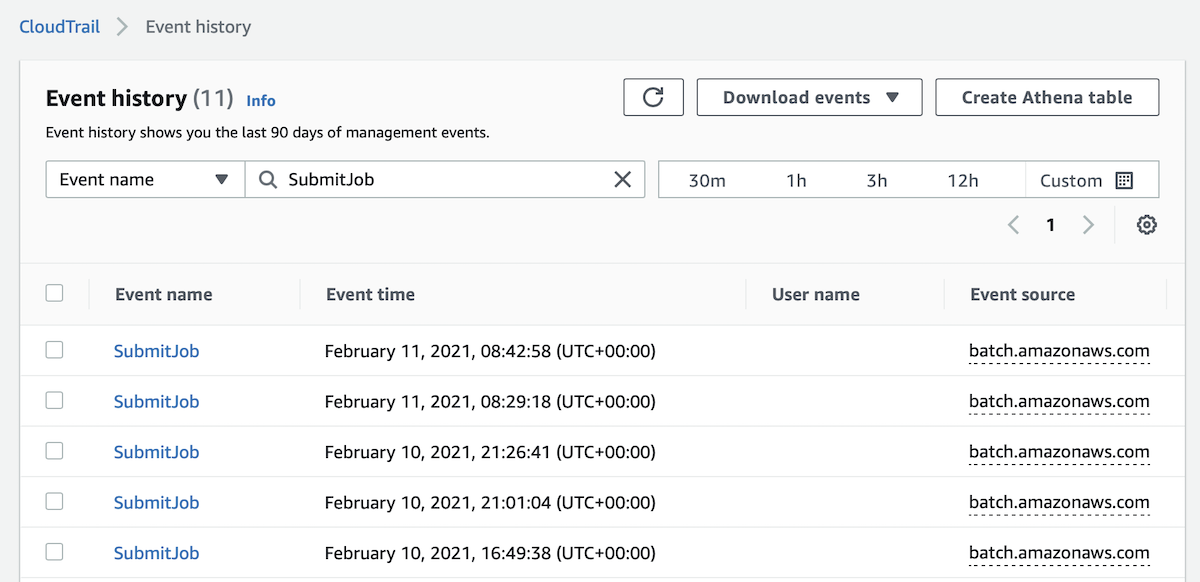 CloudTrail > Event history
Event history (11) Info
Download events
Create Athena table
Event history shows you the last 90 days of management events.
Event name
SubmitJob
30m 1h 3h 12h Custom
1
Event name Event time User name Event source
SubmitJob February 11, 2021, 08:42:58 (UTC+00:00) batch.amazonaws.com
SubmitJob February 11, 2021, 08:29:18 (UTC+00:00) batch.amazonaws.com
SubmitJob February 10, 2021, 21:26:41 (UTC+00:00) batch.amazonaws.com
SubmitJob February 10, 2021, 21:01:04 (UTC+00:00) batch.amazonaws.com
SubmitJob February 10, 2021, 16:49:38 (UTC+00:00) batch.amazonaws.com